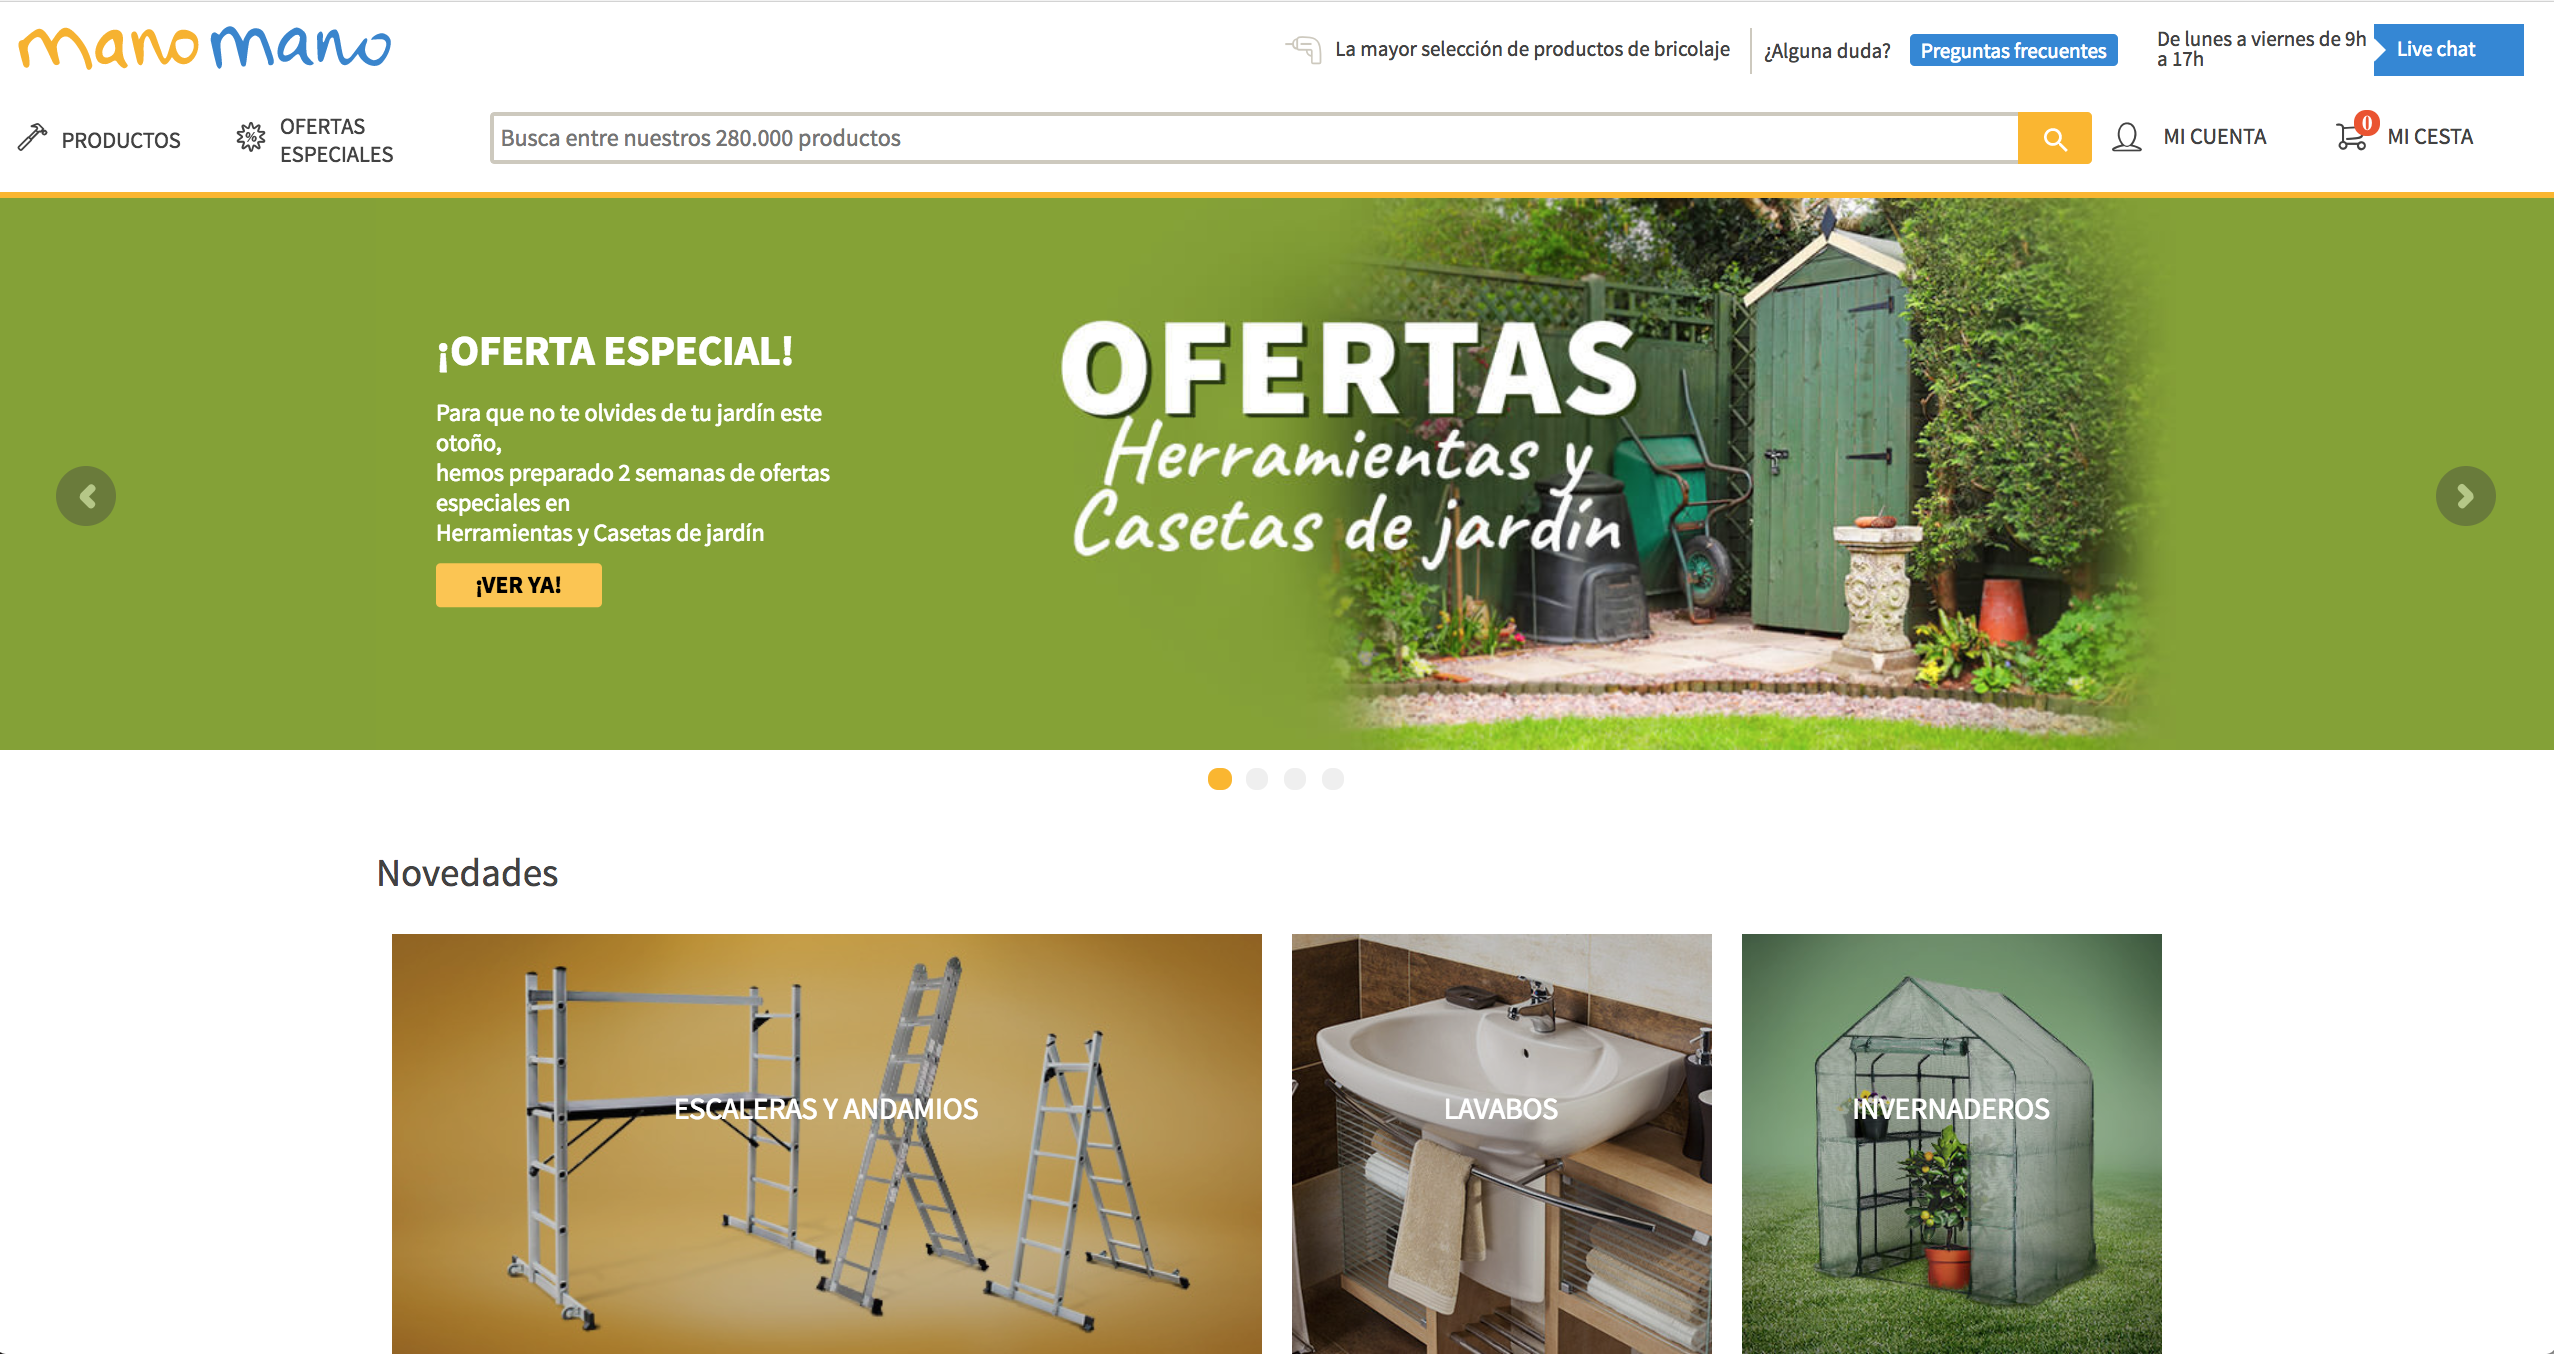 manomano
La mayor selección de productos de bricolaje
¿Alguna duda?
Preguntas frecuentes
De lunes a viernes de 9h
a 17h
Live chat
PRODUCTOS
%
OFERTAS
ESPECIALES
Busca entre nuestros 280.000 productos
MI CUENTA
0
MI CESTA
¡OFERTA ESPECIAL!
Para que no te olvides de tu jardín este
otoño,
hemos preparado 2 semanas de ofertas
especiales en
Herramientas y Casetas de jardín
¡VER YA!
OFERTAS
Herramientas y
Casetas de jardín
Novedades
ESCALERAS Y ANDAMIOS
LAVABOS
INVERNADEROS